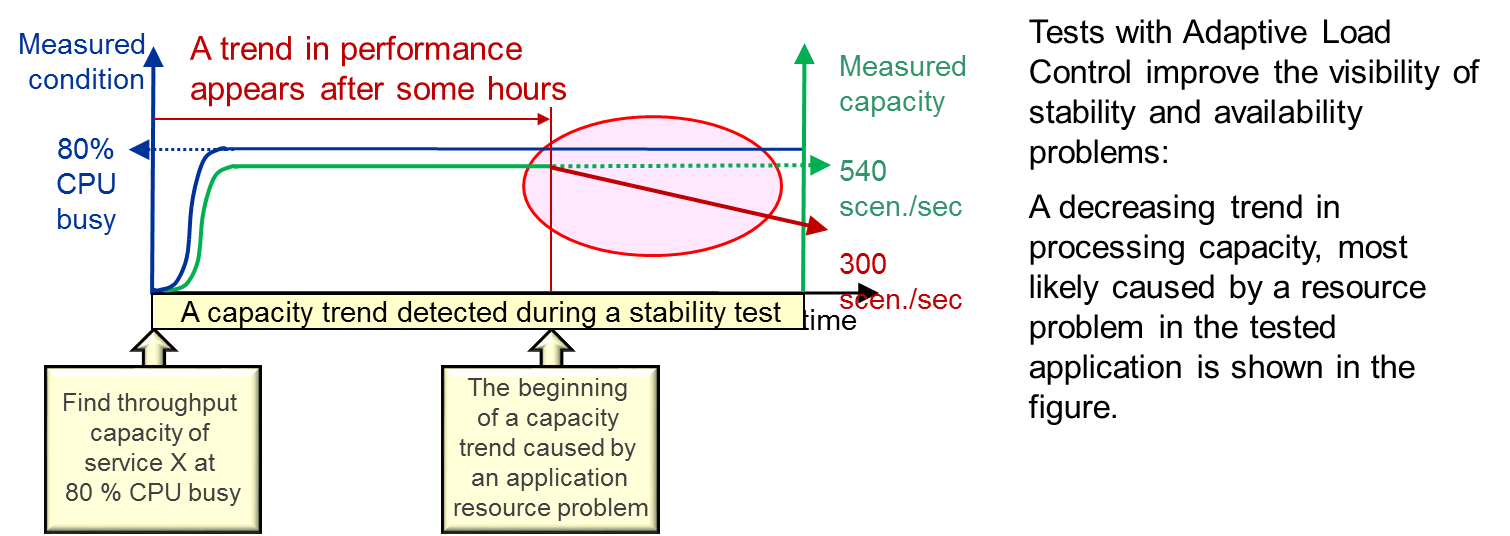 Measured
condition
A trend in performance
appears after some hours
Measured
capacity
80%
CPU
busy
540
scen./sec
300
scen./sec
A capacity trend detected during a stability test
time
Find throughput
capacity of
service X at
80 % CPU busy
The beginning
of a capacity
trend caused by
an application
resource problem
Tests with Adaptive Load
Control improve the visibility of
stability and availability
problems:
A decreasing trend in
processing capacity, most
likely caused by a resource
problem in the tested
application is shown in the
figure.